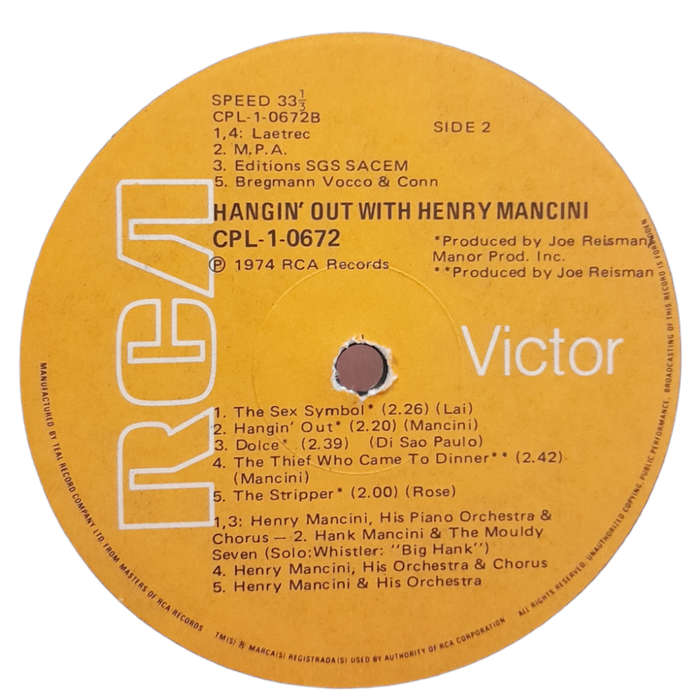 SPEED 33⅓
CPL-1-0672B
1,4: Laetrec
2. M.P.A.
3. Editions SGS SACEM
5. Bregmann Vocco & Conn
SIDE 2
HANGIN' OUT WITH HENRY MANCINI
CPL-1-0672
Ⓟ 1974 RCA Records
*Produced by Joe Reisman
Manor Prod. Inc.
**Produced by Joe Reisman
RCA
Victor
1. The Sex Symbol* (2.26) (Lai)
2. Hangin' Out* (2.20) (Mancini)
3. Dolce* (2.39) (Di Sao Paulo)
4. The Thief Who Came To Dinner** (2.42)
(Mancini)
5. The Stripper* (2.00) (Rose)
1,3: Henry Mancini, His Piano Orchestra &
Chorus – 2. Hank Mancini & The Mouldy
Seven (Solo;Whistler: "Big Hank")
4. Henry Mancini, His Orchestra & Chorus
5. Henry Mancini & His Orchestra
MANUFACTURED BY TEAL RECORD COMPANY LTD. FROM MASTERS OF RCA RECORDS
TM(S) ® MARCA(S) REGISTRADA(S) USED BY AUTHORITY OF RCA CORPORATION
ALL RIGHTS RESERVED. UNAUTHORIZED COPYING, PUBLIC PERFORMANCE, BROADCASTING OF THIS RECORD IS FORBIDDEN